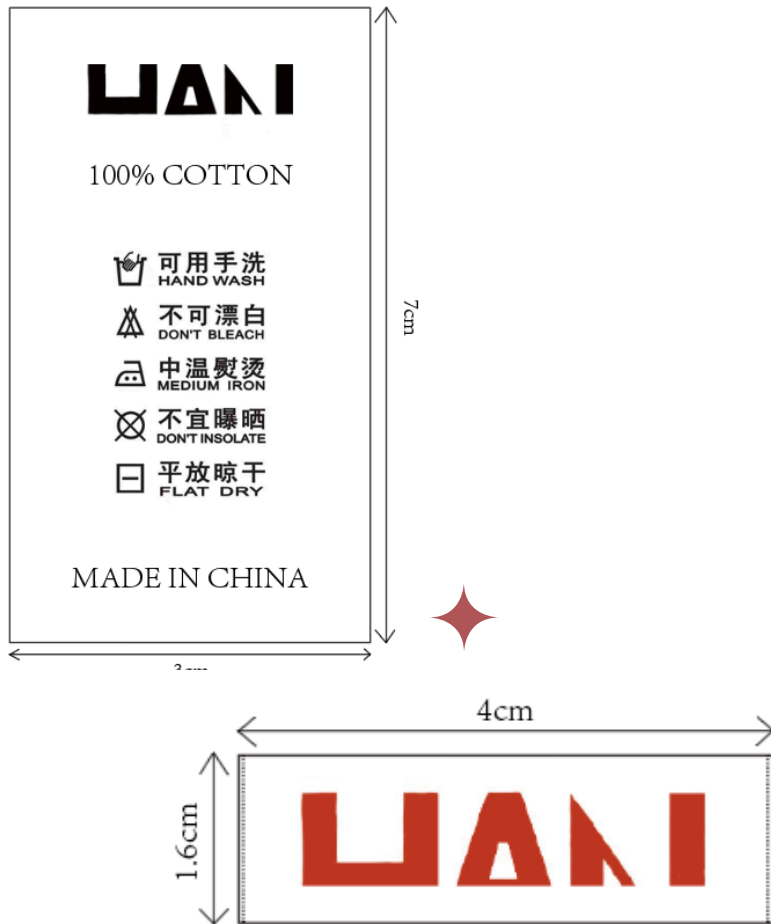 UANI
100% COTTON
可用手洗
HAND WASH
不可漂白
DON'T BLEACH
中温熨烫
MEDIUM IRON
不宜曝晒
DON'T INSOLATE
平放晾干
FLAT DRY
MADE IN CHINA
7cm
3cm
4cm
1.6cm
UANI